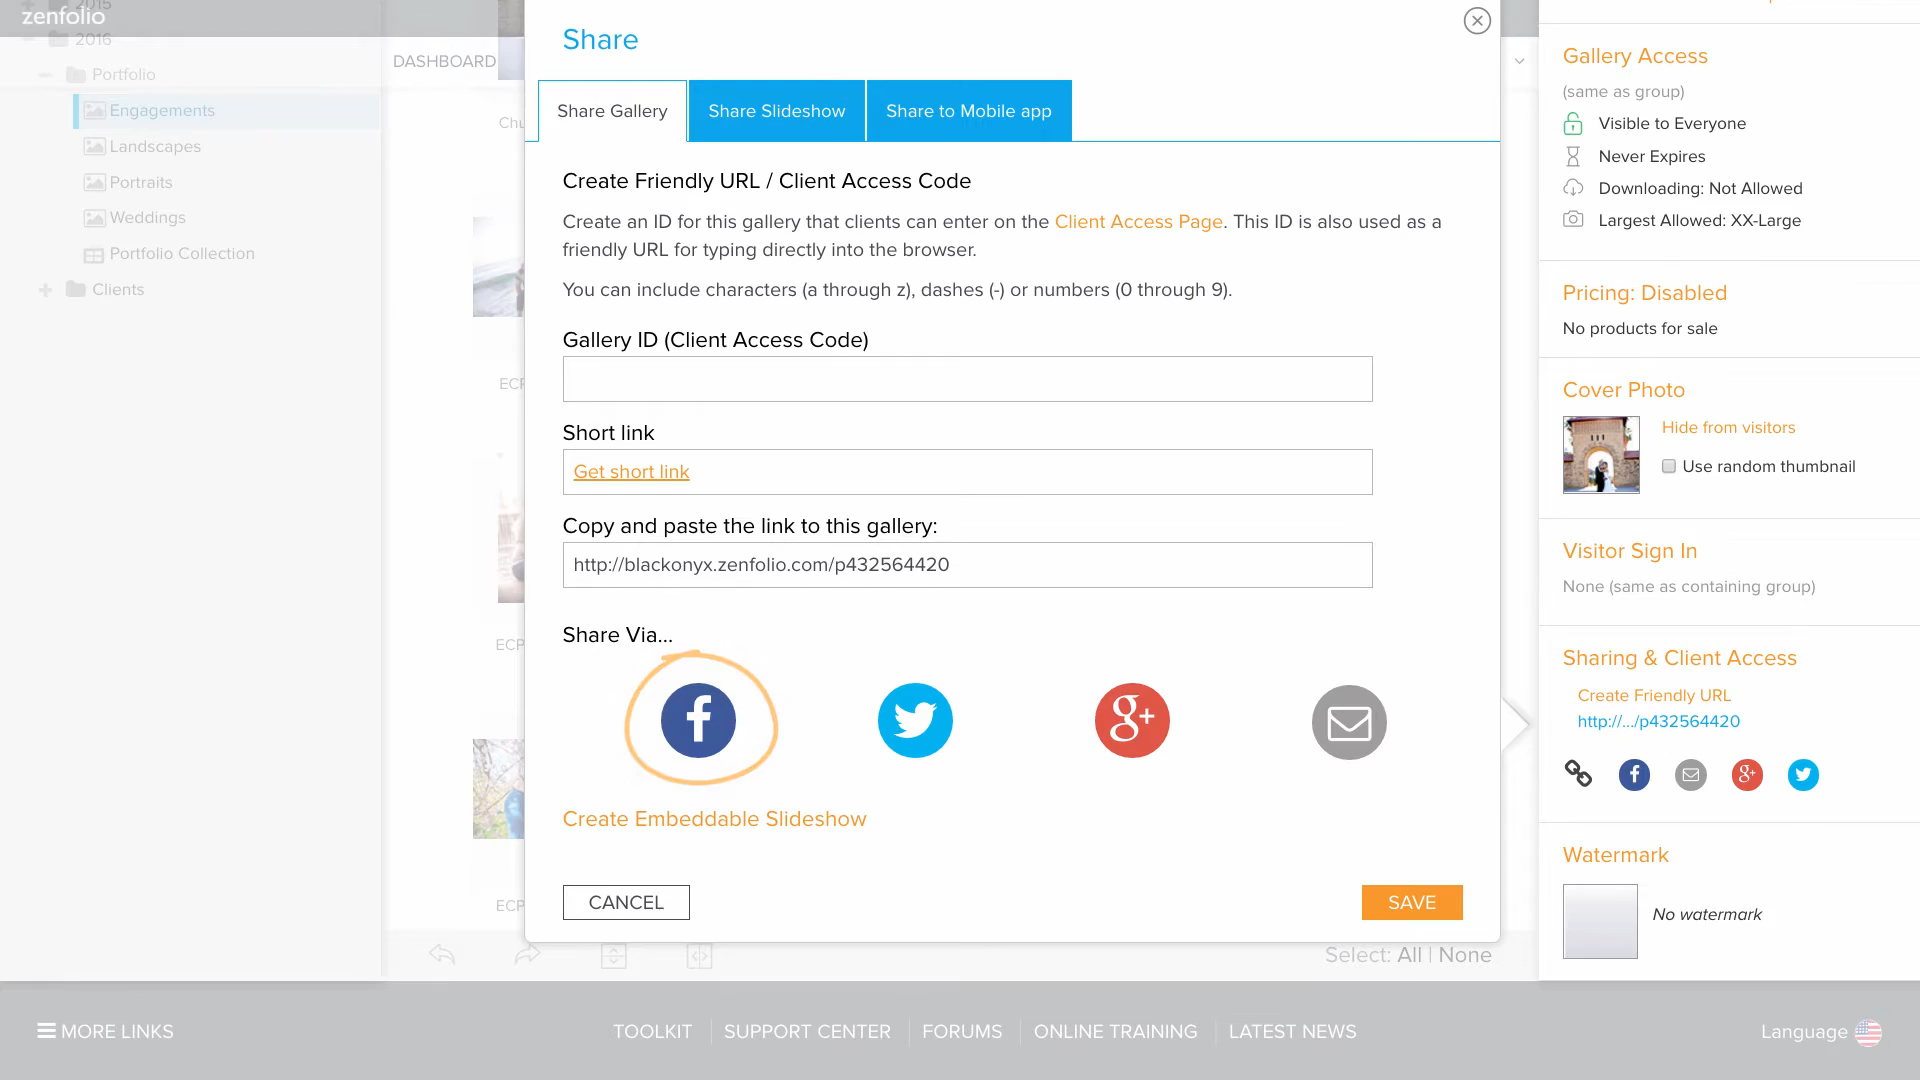 zenfolio
2015
2016
Portfolio
Engagements
Landscapes
Portraits
Weddings
Portfolio Collection
Clients
DASHBOARD
Share
Share Gallery
Share Slideshow
Share to Mobile app
Create Friendly URL / Client Access Code
Create an ID for this gallery that clients can enter on the Client Access Page. This ID is also used as a
friendly URL for typing directly into the browser.
You can include characters (a through z), dashes (-) or numbers (0 through 9).
Gallery ID (Client Access Code)
Short link
Get short link
Copy and paste the link to this gallery:
http://blackonyx.zenfolio.com/p432564420
Share Via...
Create Embeddable Slideshow
CANCEL
SAVE
Select: All | None
Gallery Access
(same as group)
Visible to Everyone
Never Expires
Downloading: Not Allowed
Largest Allowed: XX-Large
Pricing: Disabled
No products for sale
Cover Photo
Hide from visitors
Use random thumbnail
Visitor Sign In
None (same as containing group)
Sharing & Client Access
Create Friendly URL
http://.../p432564420
Watermark
No watermark
MORE LINKS
TOOLKIT
SUPPORT CENTER
FORUMS
ONLINE TRAINING
LATEST NEWS
Language